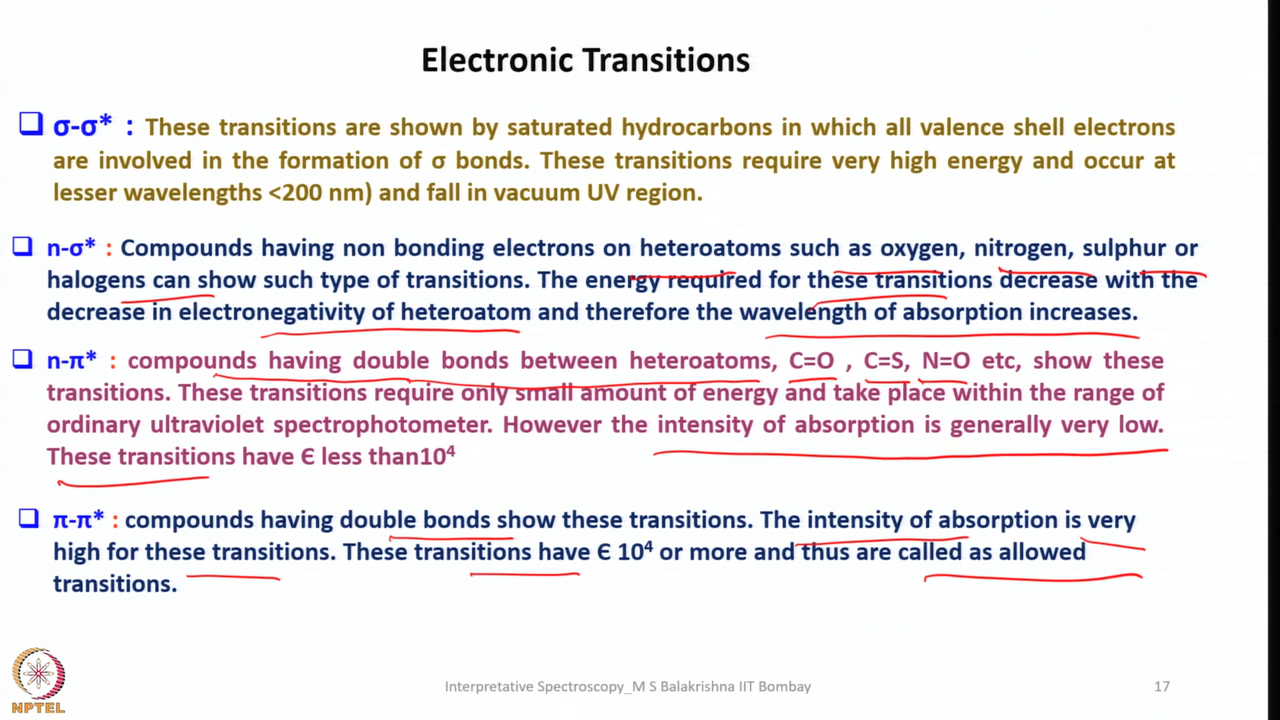 Electronic Transitions
σ-σ* : These transitions are shown by saturated hydrocarbons in which all valence shell electrons
are involved in the formation of σ bonds. These transitions require very high energy and occur at
lesser wavelengths <200 nm) and fall in vacuum UV region.
n-σ* : Compounds having non bonding electrons on heteroatoms such as oxygen, nitrogen, sulphur or
halogens can show such type of transitions. The energy required for these transitions decrease with the
decrease in electronegativity of heteroatom and therefore the wavelength of absorption increases.
n-π* : compounds having double bonds between heteroatoms, C=O , C=S, N=O etc, show these
transitions. These transitions require only small amount of energy and take place within the range of
ordinary ultraviolet spectrophotometer. However the intensity of absorption is generally very low.
These transitions have Є less than10⁴
π-π* : compounds having double bonds show these transitions. The intensity of absorption is very
high for these transitions. These transitions have Є 10⁴ or more and thus are called as allowed
transitions.
Interpretative Spectroscopy_M S Balakrishna IIT Bombay
17
NPTEL